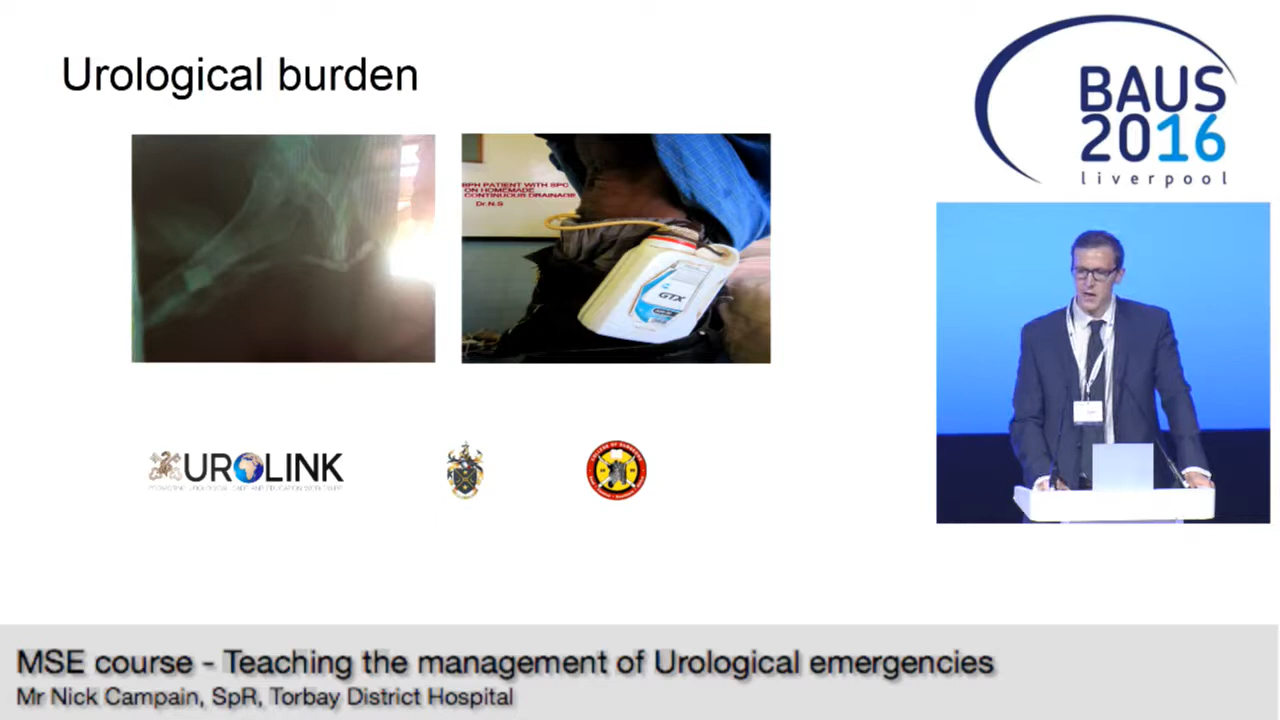 Urological burden
BAUS
2016
liverpool
BPH PATIENT WITH SPC
ON HOMEMADE
CONTINUOUS DRAINAGE
Dr.N.S
GTX
UROLINK
MSE course - Teaching the management of Urological emergencies
Mr Nick Campain, SpR, Torbay District Hospital